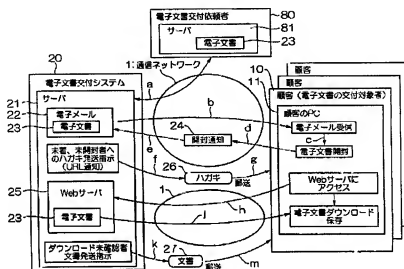 80
電子文書交付依頼者
81
サーバ
電子文書
23
20
1:通信ネットワーク
a
電子文書交付システム
21
サーバ
22
電子メール
23
電子文書
b
24
開封通知
d
e
未着、未開封者への
ハガキ発送指示
(URL通知)
f
26
ハガキ
g
郵送
25
Webサーバ
23
電子文書
1
h
j
ダウンロード未確認者
文書発送指示
k
27
文書
郵送
m
顧客
顧客
10
顧客(電子文書の交付対象者)
11
顧客のPC
電子メール受信
c
電子文書開封
Webサーバに
アクセス
電子文書ダウンロード
保存